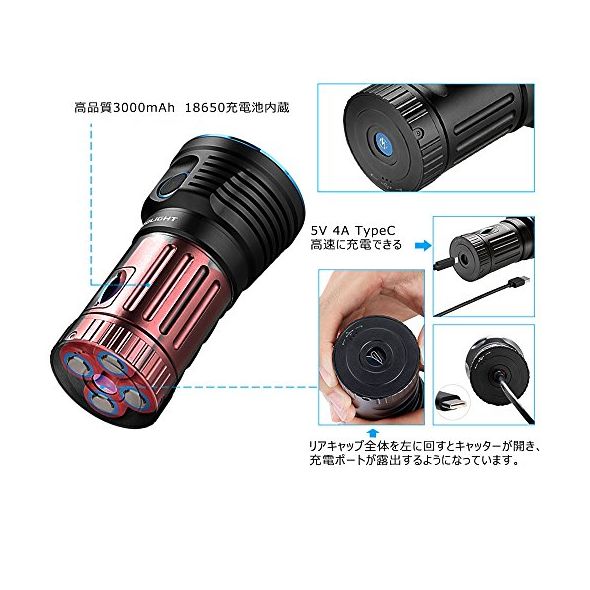 高品質3000mAh 18650充電池内蔵
5V 4A TypeC
高速に充電できる
リアキャップ全体を左に回すとキャッターが開き、
充電ポートが露出するようになっています。